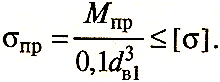 σпр = Mпр / 0,1d³в1 ≤ [σ].